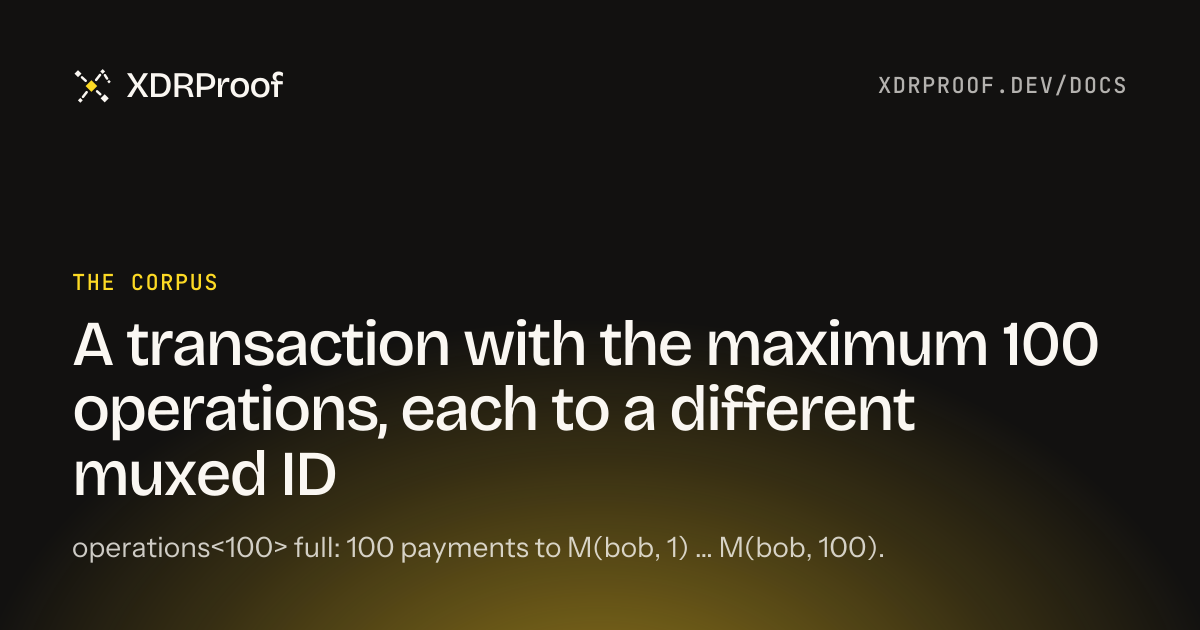 XDRProof
XDRPROOF.DEV/DOCS
THE CORPUS
A transaction with the maximum 100
operations, each to a different
muxed ID
operations<100> full: 100 payments to M(bob, 1) … M(bob, 100).